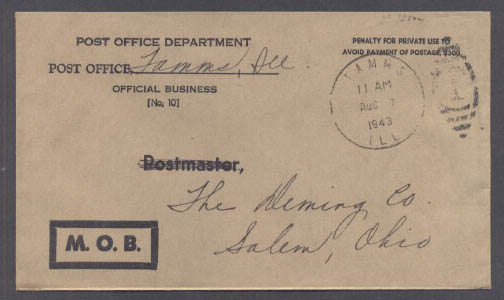 POST OFFICE DEPARTMENT
POST OFFICE, Tamms, Ill.
OFFICIAL BUSINESS
[No. 10]
PENALTY FOR PRIVATE USE TO
AVOID PAYMENT OF POSTAGE, $300
TAMMS
11 AM
AUG 7
1943
ILL.
1
Postmaster,
The Deming Co.
Salem, Ohio
M. O. B.